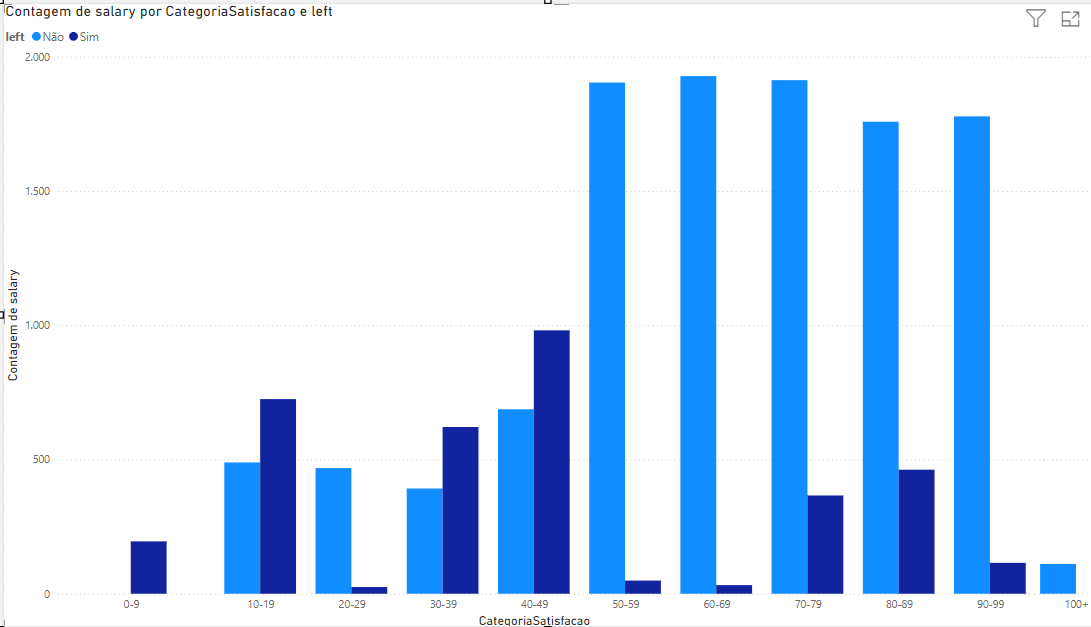 Contagem de salary por CategoriaSatisfacao e left
left Não Sim
2.000
1.500
1.000
500
0
Contagem de salary
0-9 10-19 20-29 30-39 40-49 50-59 60-69 70-79 80-89 90-99 100+
CategoriaSatisfacao